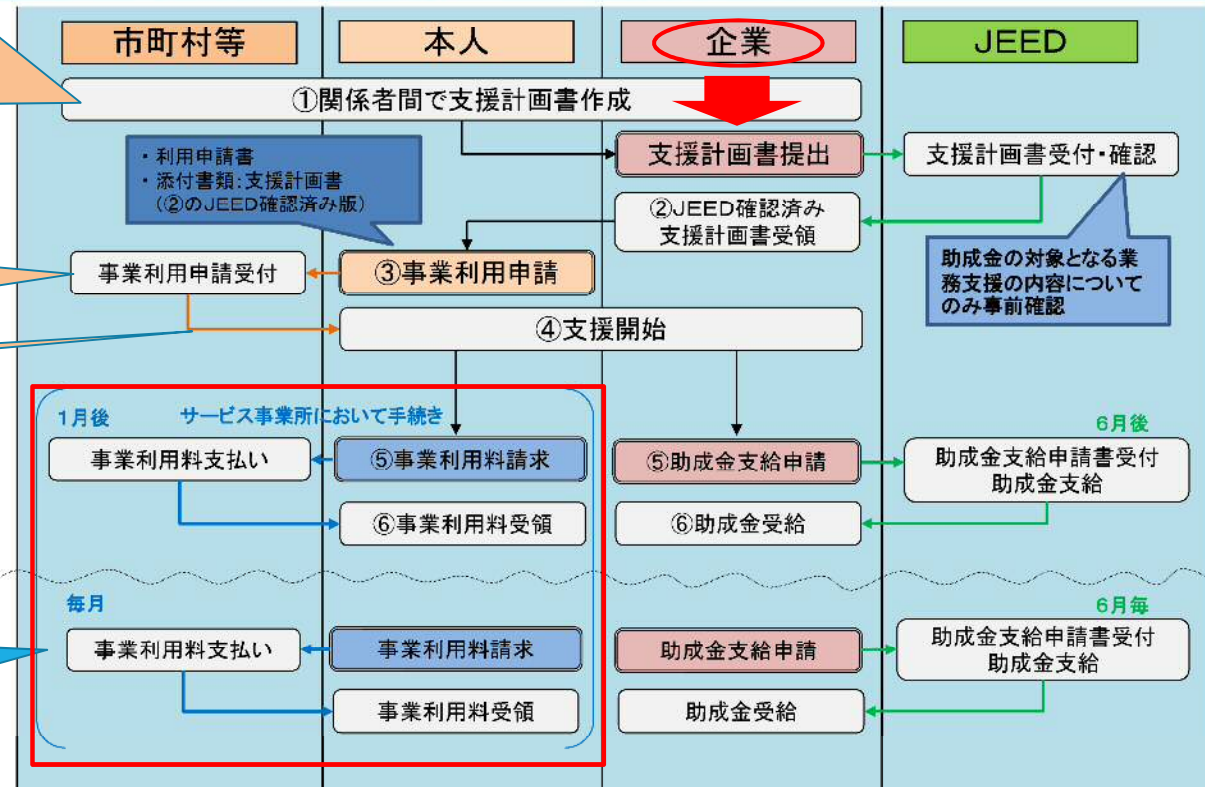 市町村等
本人
企業
JEED
①関係者間で支援計画書作成
・利用申請書
・添付書類:支援計画書
(②のJEED確認済み版)
支援計画書提出
支援計画書受付・確認
②JEED確認済み
支援計画書受領
助成金の対象となる業
務支援の内容について
のみ事前確認
事業利用申請受付
③事業利用申請
④支援開始
1月後
サービス事業所において手続き
6月後
事業利用料支払い
⑤事業利用料請求
⑤助成金支給申請
助成金支給申請書受付
助成金支給
⑥事業利用料受領
⑥助成金受給
毎月
6月毎
事業利用料支払い
事業利用料請求
助成金支給申請
助成金支給申請書受付
助成金支給
事業利用料受領
助成金受給